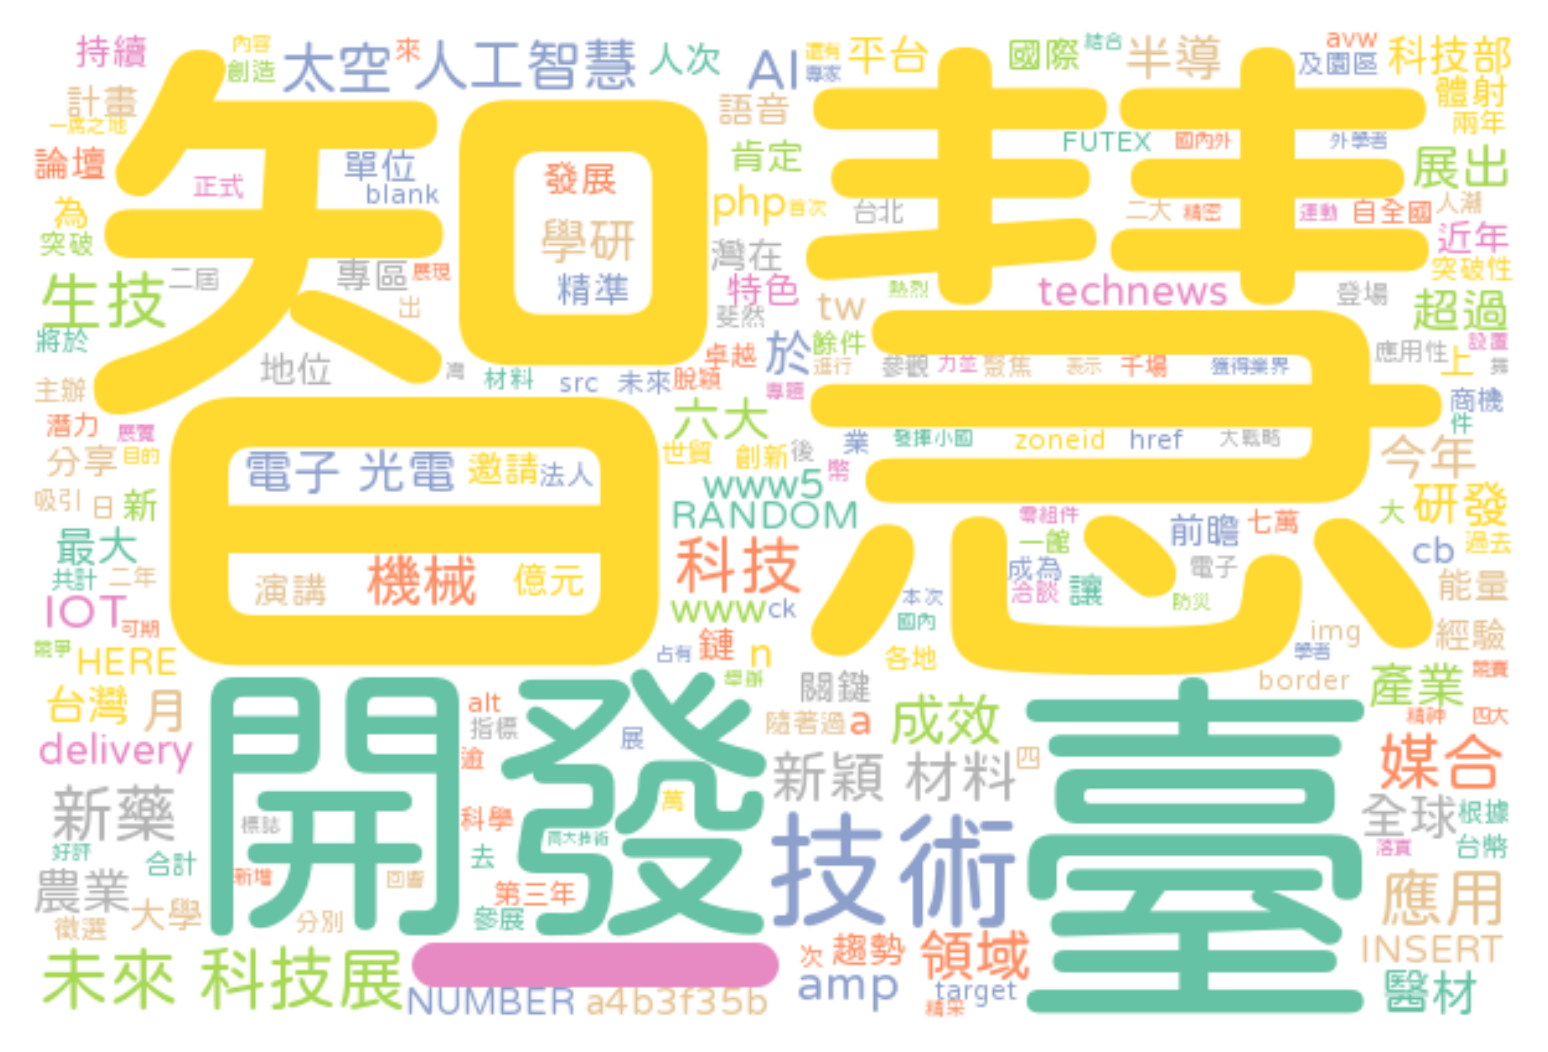 持續
內容
創造
太空
來
人工智慧
人次
AI
還有
專家
平台
國際
結合
半導
avw
及園區
科技部
計畫
一席之地
語音
體射
兩年
論壇
正式
單位
blank
發展
肯定
FUTEX
國內外
外學者
展出
智慧
為
突破
學研
php
首次
台北
二大
精密
運動
自全國
人潮
近年
生技
二屆
專區
展現
出
精準
灣在
特色
斐然
tw
熱烈
technews
登場
突破性
超過
將於
地位
灣
材料
src
未來
脫穎
卓越
於
專題
餘件
進行
參觀
力並
聚焦
表示
千場
獲得業界
應用性
上
設置
主辦
潛力
展覽
六大
業
發揮小國
zoneid
href
大戰略
商機
件
分享
目的
電子 光電
邀請
法人
世貿
創新
後
幣
今年
吸引
日
新
www5
RANDOM
零組件
一館
前瞻
七萬
大
研發
最大
共計
二年
演講
機械
億元
科技
成為
洽談
讓
電子
防災
cb
過去
IOT
可期
www
ck
本次
國內
能量
競爭
HERE
占有
鏈
n
各地
img
學者
經驗
台灣
月
開發
alt
指標
舉辦
關鍵
border
產業
競賽
delivery
逾
展
隨著過
a
成效
臺
精神
四大
媒合
新藥
標誌
科學
萬
新穎 材料
四
全球
根據
好評
合計
兩大技術
技術
落實
台幣
農業
新增
回響
去
第三年
應用
徵選
大學
分別
參展
次
趨勢
領域
INSERT
未來 科技展
NUMBER
a4b3f35b
amp
target
精采
醫材